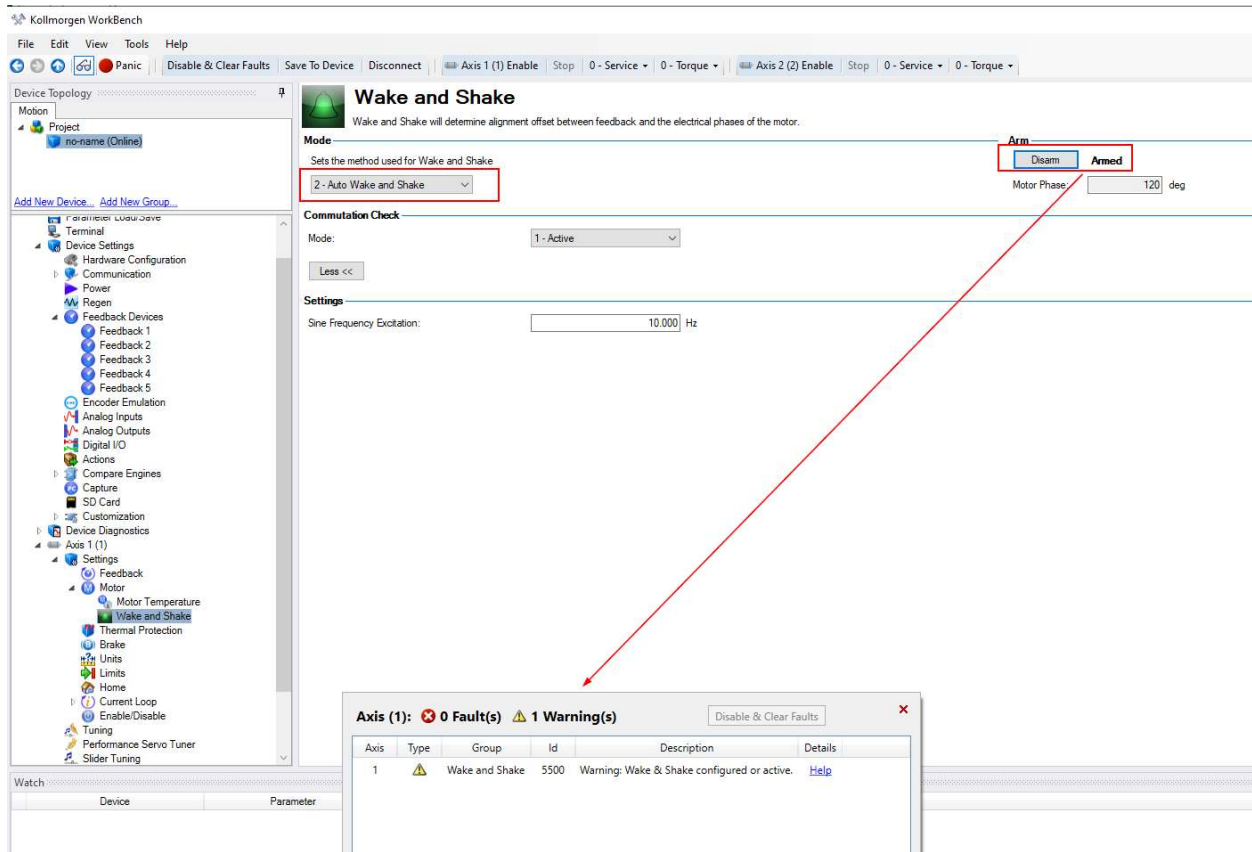 Kollmorgen WorkBench
File Edit View Tools Help
Panic Disable & Clear Faults Save To Device Disconnect Axis 1 (1) Enable Stop 0 - Service 0 - Torque Axis 2 (2) Enable Stop 0 - Service 0 - Torque
Device Topology
Motion
Project
no-name (Online)
Add New Device... Add New Group...
Parameter Load/Save
Terminal
Device Settings
Hardware Configuration
Communication
Power
Regen
Feedback Devices
Feedback 1
Feedback 2
Feedback 3
Feedback 4
Feedback 5
Encoder Emulation
Analog Inputs
Analog Outputs
Digital I/O
Actions
Compare Engines
Capture
SD Card
Customization
Device Diagnostics
Axis 1 (1)
Settings
Feedback
Motor
Motor Temperature
Wake and Shake
Thermal Protection
Brake
Units
Limits
Home
Current Loop
Enable/Disable
Tuning
Performance Servo Tuner
Slider Tuning
Wake and Shake
Wake and Shake will determine alignment offset between feedback and the electrical phases of the motor.
Mode
Sets the method used for Wake and Shake
2 - Auto Wake and Shake
Arm
Disarm Armed
Motor Phase: 120 deg
Commutation Check
Mode: 1 - Active
Less <<
Settings
Sine Frequency Excitation: 10.000 Hz
Axis (1): 0 Fault(s) 1 Warning(s) Disable & Clear Faults
Axis Type Group Id Description Details
1 Wake and Shake 5500 Warning: Wake & Shake configured or active. Help
Watch
Device Parameter